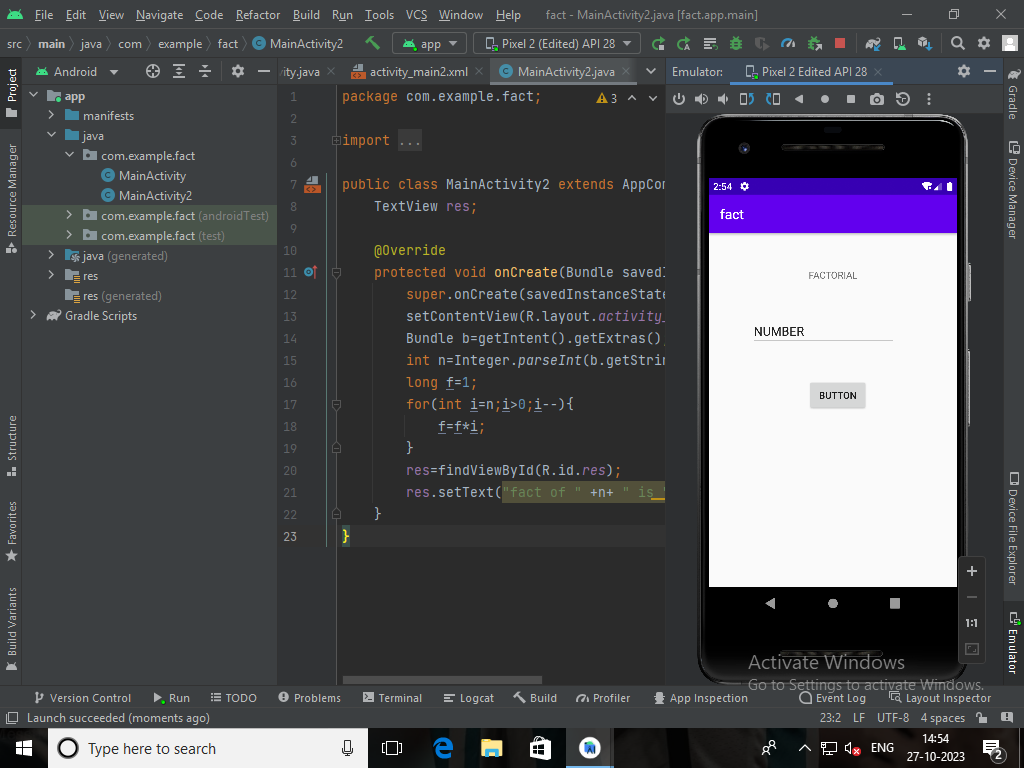 File Edit View Navigate Code Refactor Build Run Tools VCS Window Help fact - MainActivity2.java [fact.app.main]
src main java com example fact MainActivity2 app Pixel 2 (Edited) API 28
Project
Resource Manager
Structure
Favorites
Build Variants
Android
app
manifests
java
com.example.fact
MainActivity
MainActivity2
com.example.fact (androidTest)
com.example.fact (test)
java (generated)
res
res (generated)
Gradle Scripts
ity.java activity_main2.xml MainActivity2.java
3
1 package com.example.fact;
2
3 import ...
6
7 public class MainActivity2 extends AppCom
8 TextView res;
9
10 @Override
11 protected void onCreate(Bundle savedI
12 super.onCreate(savedInstanceState
13 setContentView(R.layout.activity_
14 Bundle b=getIntent().getExtras()
15 int n=Integer.parseInt(b.getStrin
16 long f=1;
17 for(int i=n;i>0;i--){
18 f=f*i;
19 }
20 res=findViewById(R.id.res);
21 res.setText("fact of " +n+ " is "
22 }
23 }
Emulator: Pixel 2 Edited API 28
2:54
fact
FACTORIAL
NUMBER
BUTTON
1:1
Gradle
Device Manager
Device File Explorer
Emulator
Activate Windows
Go to Settings to activate Windows.
Version Control Run TODO Problems Terminal Logcat Build Profiler App Inspection Event Log Layout Inspector
Launch succeeded (moments ago) 23:2 LF UTF-8 4 spaces
Type here to search ENG 14:54
27-10-2023
2